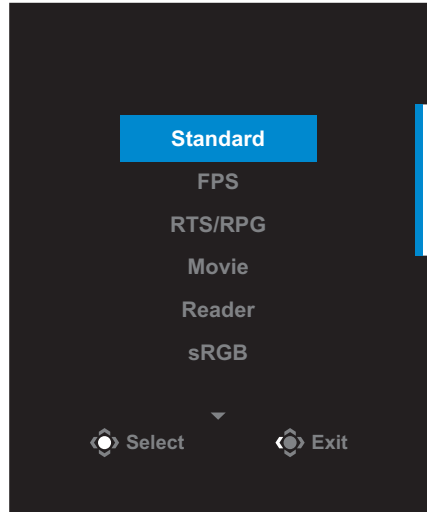 Standard
FPS
RTS/RPG
Movie
Reader
sRGB
Select Exit